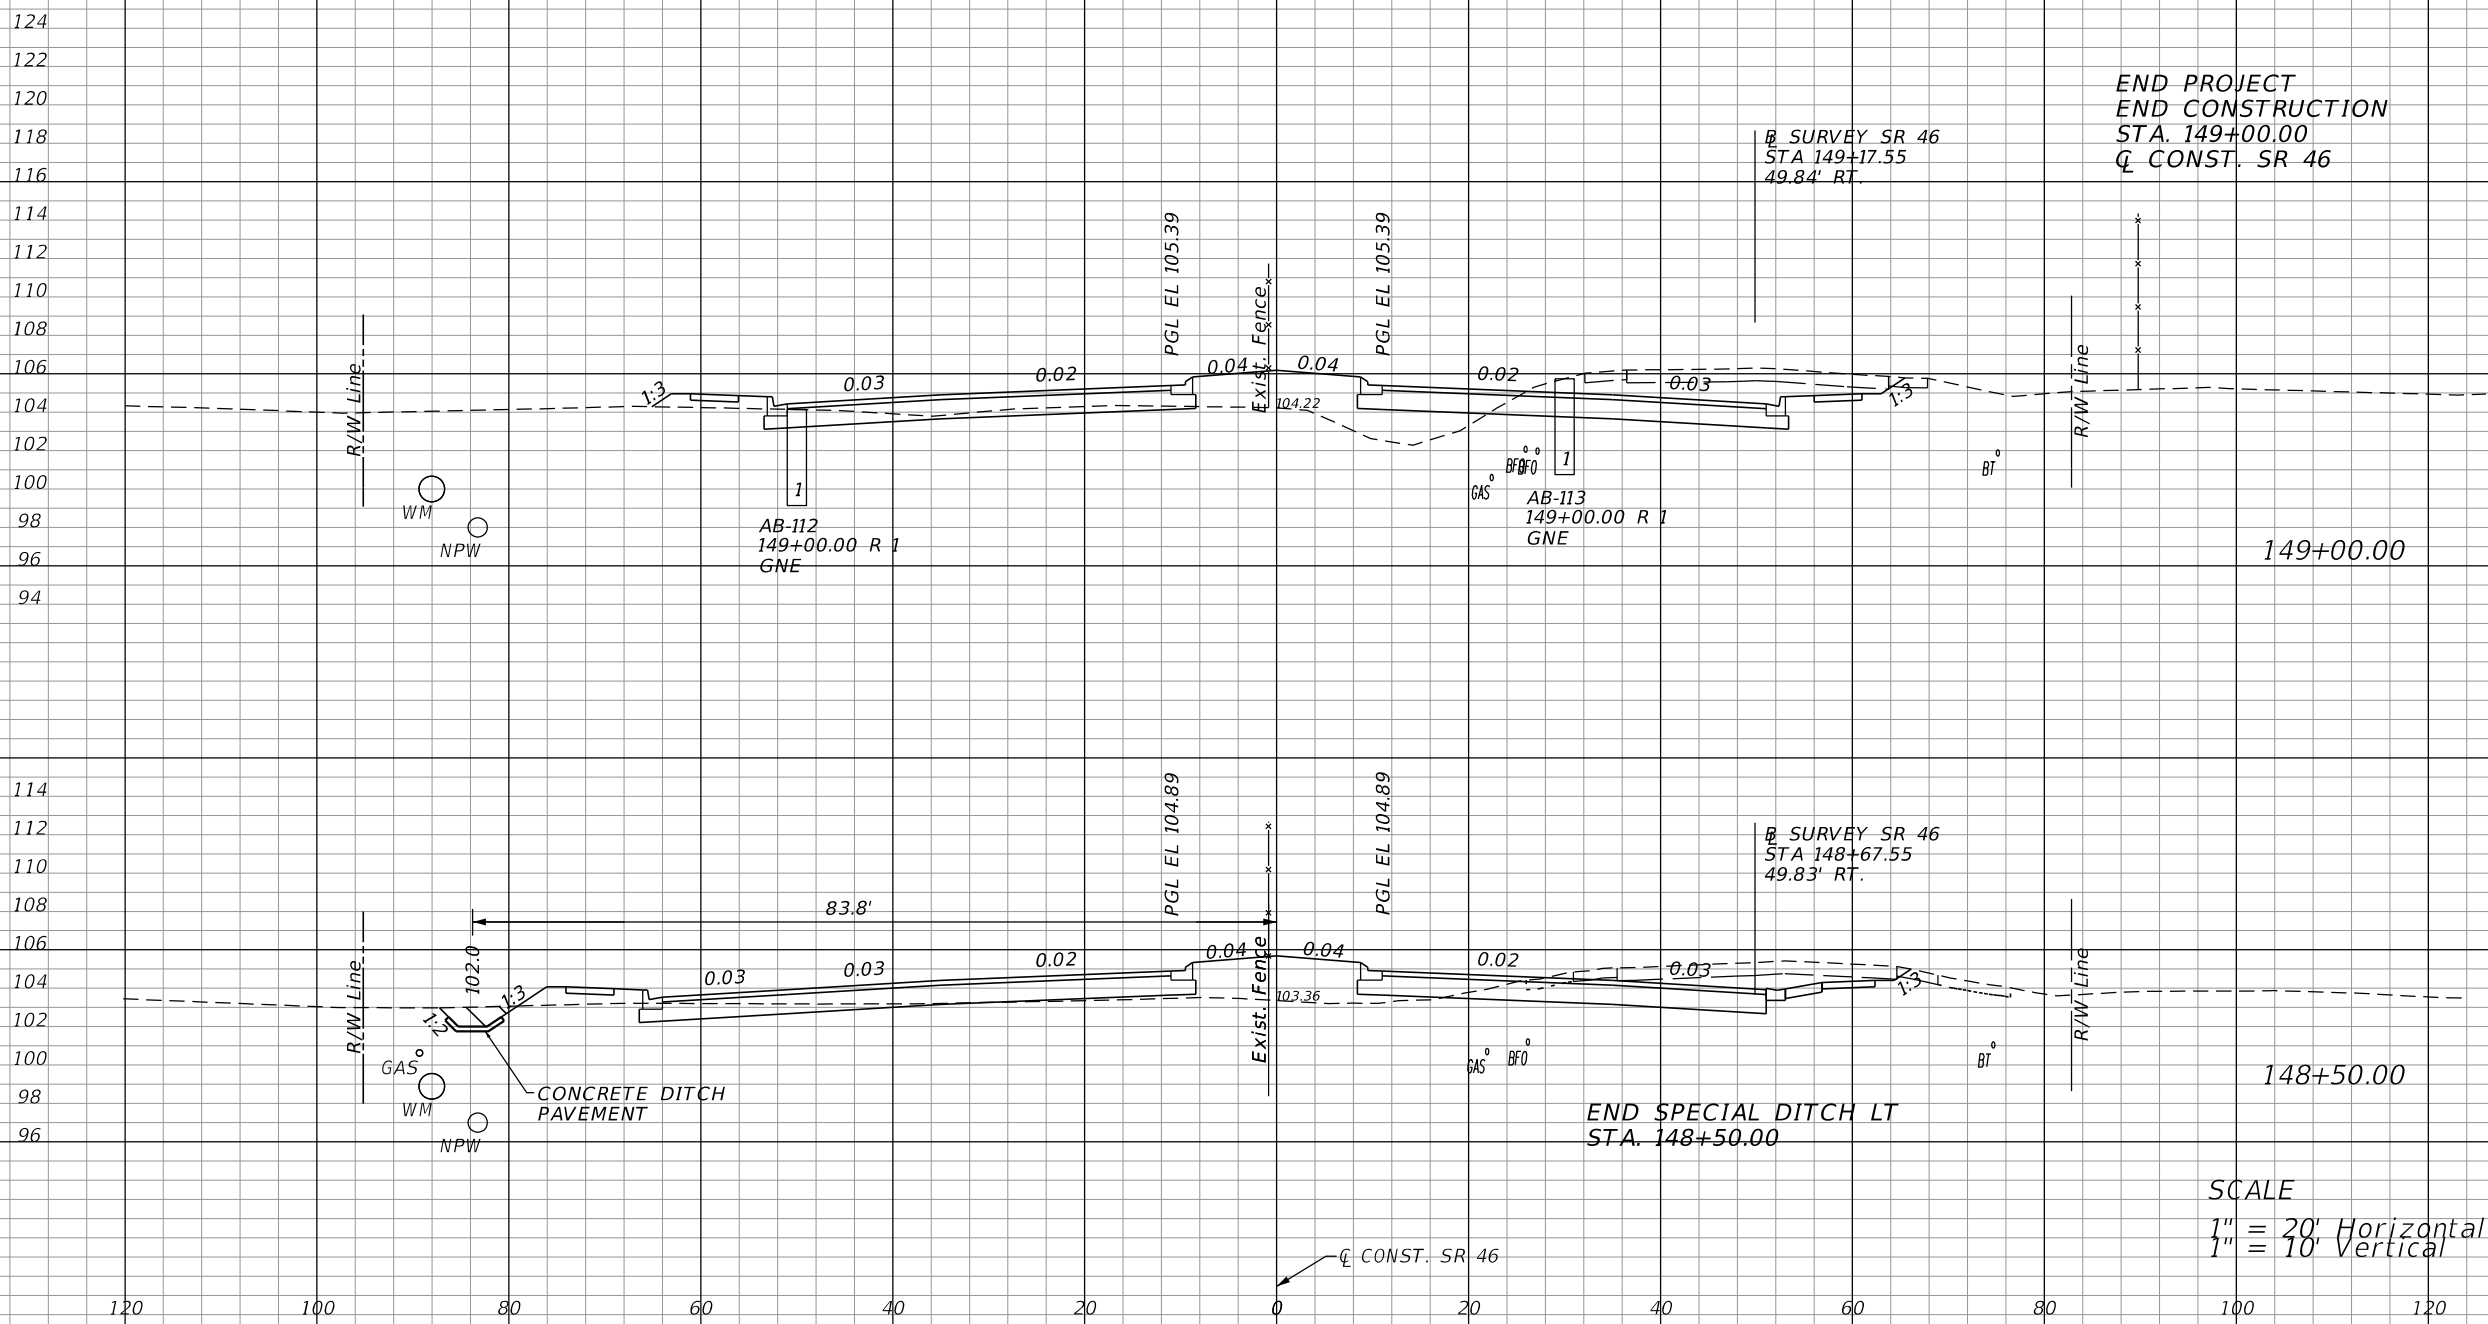 124
122
120
118
116
114
112
110
108
106
104
102
100
98
96
94
END PROJECT
END CONSTRUCTION
STA. 149+00.00
℄ CONST. SR 46
B̵L SURVEY SR 46
STA 149+17.55
49.84' RT.
PGL EL 105.39
PGL EL 105.39
Exist. Fence
R/W Line
R/W Line
1:3
0.03
0.02
0.04
0.04
0.02
0.03
1:3
104.22
WM
NPW
1
AB-112
149+00.00 R 1
GNE
GAS
BFO
BFO
1
AB-113
149+00.00 R 1
GNE
BT
149+00.00
114
112
110
108
106
104
102
100
98
96
PGL EL 104.89
PGL EL 104.89
BL SURVEY SR 46
STA 148+67.55
49.83' RT.
83.8'
102.0
R/W Line
R/W Line
Exist. Fence
1:2
1:3
0.03
0.03
0.02
0.04
0.04
0.02
0.03
1:3
103.36
GAS
WM
NPW
CONCRETE DITCH
PAVEMENT
GAS
BFO
BT
148+50.00
END SPECIAL DITCH LT
STA. 148+50.00
SCALE
1" = 20' Horizontal
1" = 10' Vertical
℄ CONST. SR 46
120 100 80 60 40 20 0 20 40 60 80 100 120